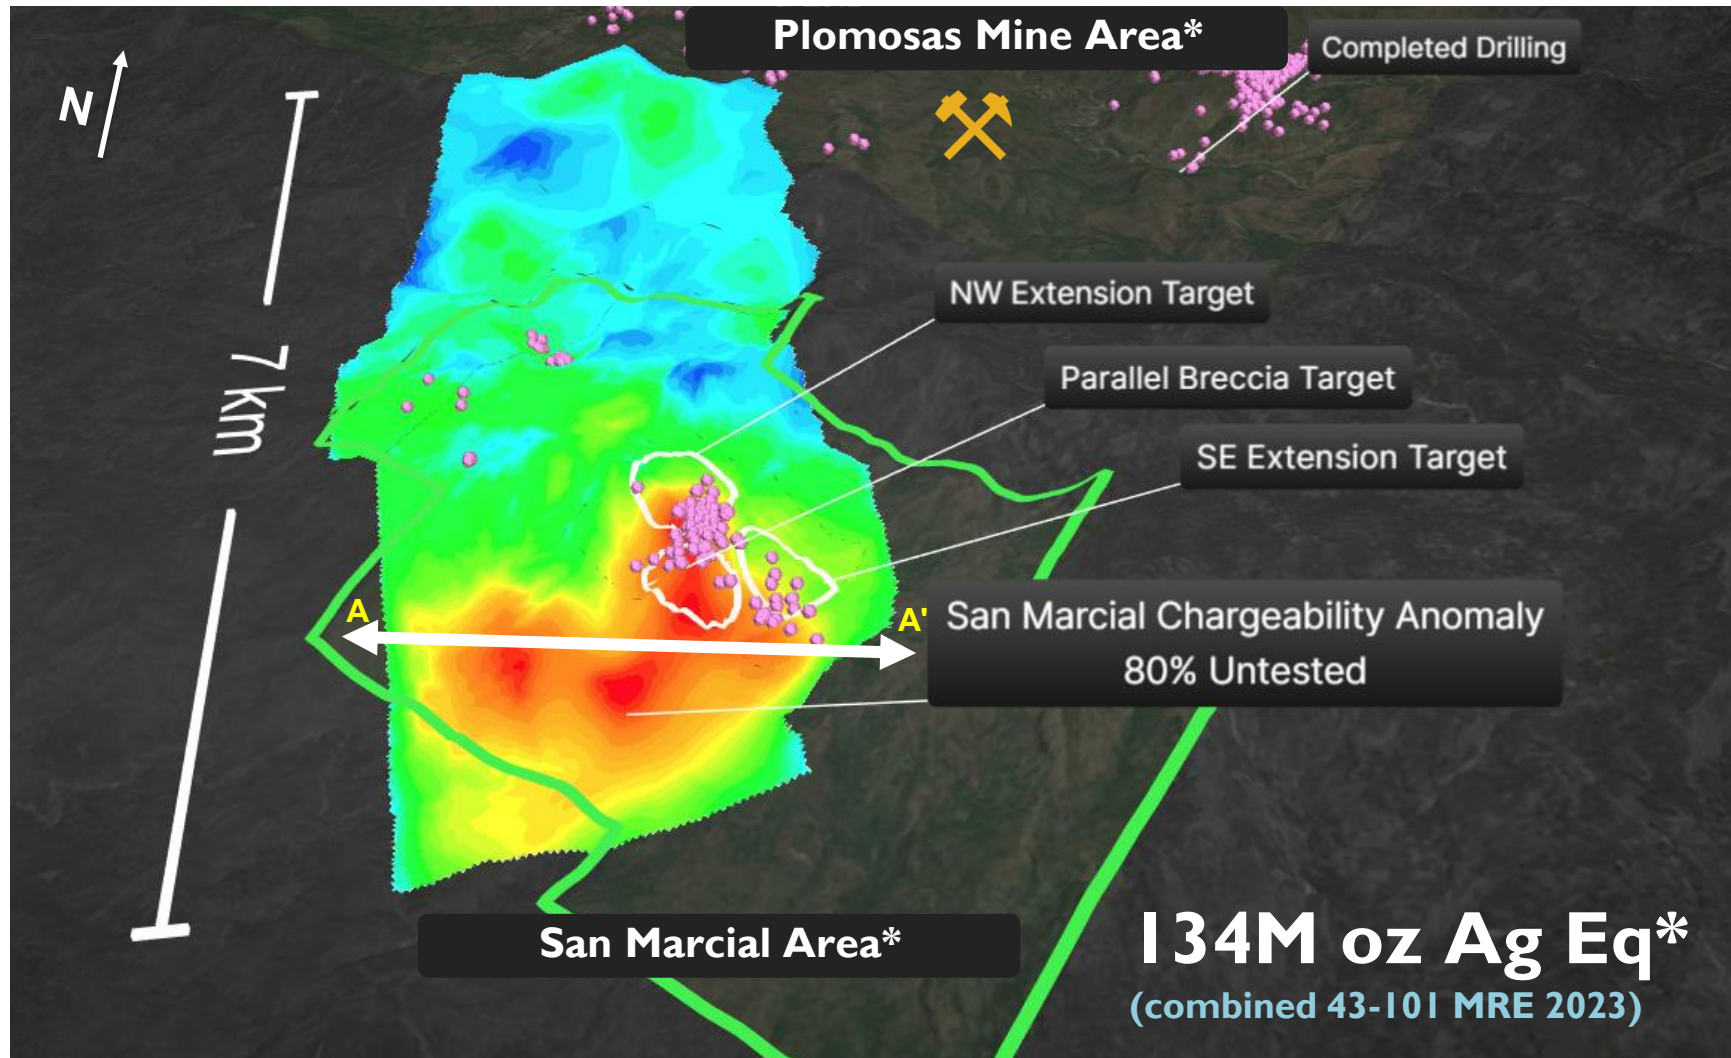 Plomosas Mine Area*
Completed Drilling
N
NW Extension Target
7 km
Parallel Breccia Target
SE Extension Target
A
A'
San Marcial Chargeability Anomaly
80% Untested
San Marcial Area*
134M oz Ag Eq*
(combined 43-101 MRE 2023)